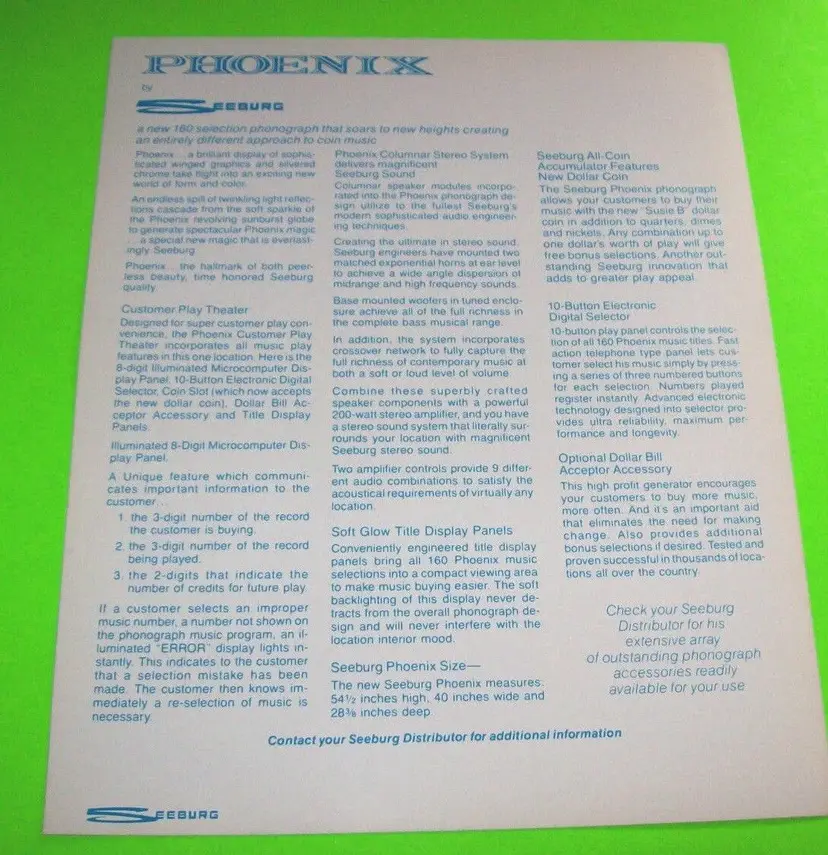 PHOENIX
by
SEEBURG
a new 160 selection phonograph that soars to new heights creating
an entirely different approach to coin music
Phoenix... a brilliant display of sophis-
ticated winged graphics and silvered
chrome take flight into an exciting new
world of form and color.
An endless spill of twinkling light reflec-
tions cascade from the soft sparkle of
the Phoenix revolving sunburst globe
to generate spectacular Phoenix magic
...a special new magic that is everlast-
ingly Seeburg
Phoenix... the hallmark of both peer-
less beauty, time honored Seeburg
quality.
Customer Play Theater
Designed for super customer play con-
venience, the Phoenix Customer Play
Theater incorporates all music play
features in this one location. Here is the
8-digit Illuminated Microcomputer Dis-
play Panel, 10-Button Electronic Digital
Selector, Coin Slot (which now accepts
the new dollar coin), Dollar Bill Ac-
ceptor Accessory and Title Display
Panels.
Illuminated 8-Digit Microcomputer Dis-
play Panel.
A Unique feature which communi-
cates important information to the
customer...
1. the 3-digit number of the record
the customer is buying.
2. the 3-digit number of the record
being played.
3. the 2-digits that indicate the
number of credits for future play.
If a customer selects an improper
music number, a number not shown on
the phonograph music program, an il-
luminated "ERROR" display lights in-
stantly. This indicates to the customer
that a selection mistake has been
made. The customer then knows im-
mediately a re-selection of music is
necessary.
Phoenix Columnar Stereo System
delivers magnificent
Seeburg Sound
Columnar speaker modules incorpo-
rated into the Phoenix phonograph de-
sign utilize to the fullest Seeburg's
modern sophisticated audio engineer-
ing techniques.
Creating the ultimate in stereo sound,
Seeburg engineers have mounted two
matched exponential horns at ear level
to achieve a wide angle dispersion of
midrange and high frequency sounds.
Base mounted woofers in tuned enclo-
sure achieve all of the full richness in
the complete bass musical range.
In addition, the system incorporates
crossover network to fully capture the
full richness of contemporary music at
both a soft or loud level of volume.
Combine these superbly crafted
speaker components with a powerful
200-watt stereo amplifier, and you have
a stereo sound system that literally sur-
rounds your location with magnificent
Seeburg stereo sound.
Two amplifier controls provide 9 differ-
ent audio combinations to satisfy the
acoustical requirements of virtually any
location.
Soft Glow Title Display Panels
Conveniently engineered title display
panels bring all 160 Phoenix music
selections into a compact viewing area
to make music buying easier. The soft
backlighting of this display never de-
tracts from the overall phonograph de-
sign and will never interfere with the
location interior mood.
Seeburg Phoenix Size—
The new Seeburg Phoenix measures:
54½ inches high, 40 inches wide and
28⅜ inches deep
Seeburg All-Coin
Accumulator Features
New Dollar Coin
The Seeburg Phoenix phonograph
allows your customers to buy their
music with the new "Susie B" dollar
coin in addition to quarters, dimes
and nickels. Any combination up to
one dollar's worth of play will give
free bonus selections. Another out-
standing Seeburg innovation that
adds to greater play appeal.
10-Button Electronic
Digital Selector
10-button play panel controls the selec-
tion of all 160 Phoenix music titles. Fast
action telephone type panel lets cus-
tomer select his music simply by press-
ing a series of three numbered buttons
for each selection. Numbers played
register instantly. Advanced electronic
technology designed into selector pro-
vides ultra reliability, maximum per-
formance and longevity.
Optional Dollar Bill
Acceptor Accessory
This high profit generator encourages
your customers to buy more music,
more often. And it's an important aid
that eliminates the need for making
change. Also provides additional
bonus selections if desired. Tested and
proven successful in thousands of loca-
tions all over the country.
Check your Seeburg
Distributor for his
extensive array
of outstanding phonograph
accessories readily
available for your use
Contact your Seeburg Distributor for additional information
SEEBURG